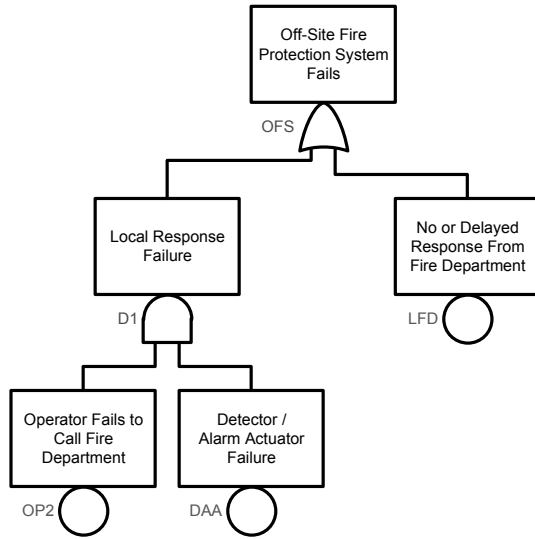 Off-Site Fire
Protection System
Fails
OFS
Local Response
Failure
No or Delayed
Response From
Fire Department
D1
LFD
Operator Fails to
Call Fire
Department
Detector /
Alarm Actuator
Failure
OP2
DAA